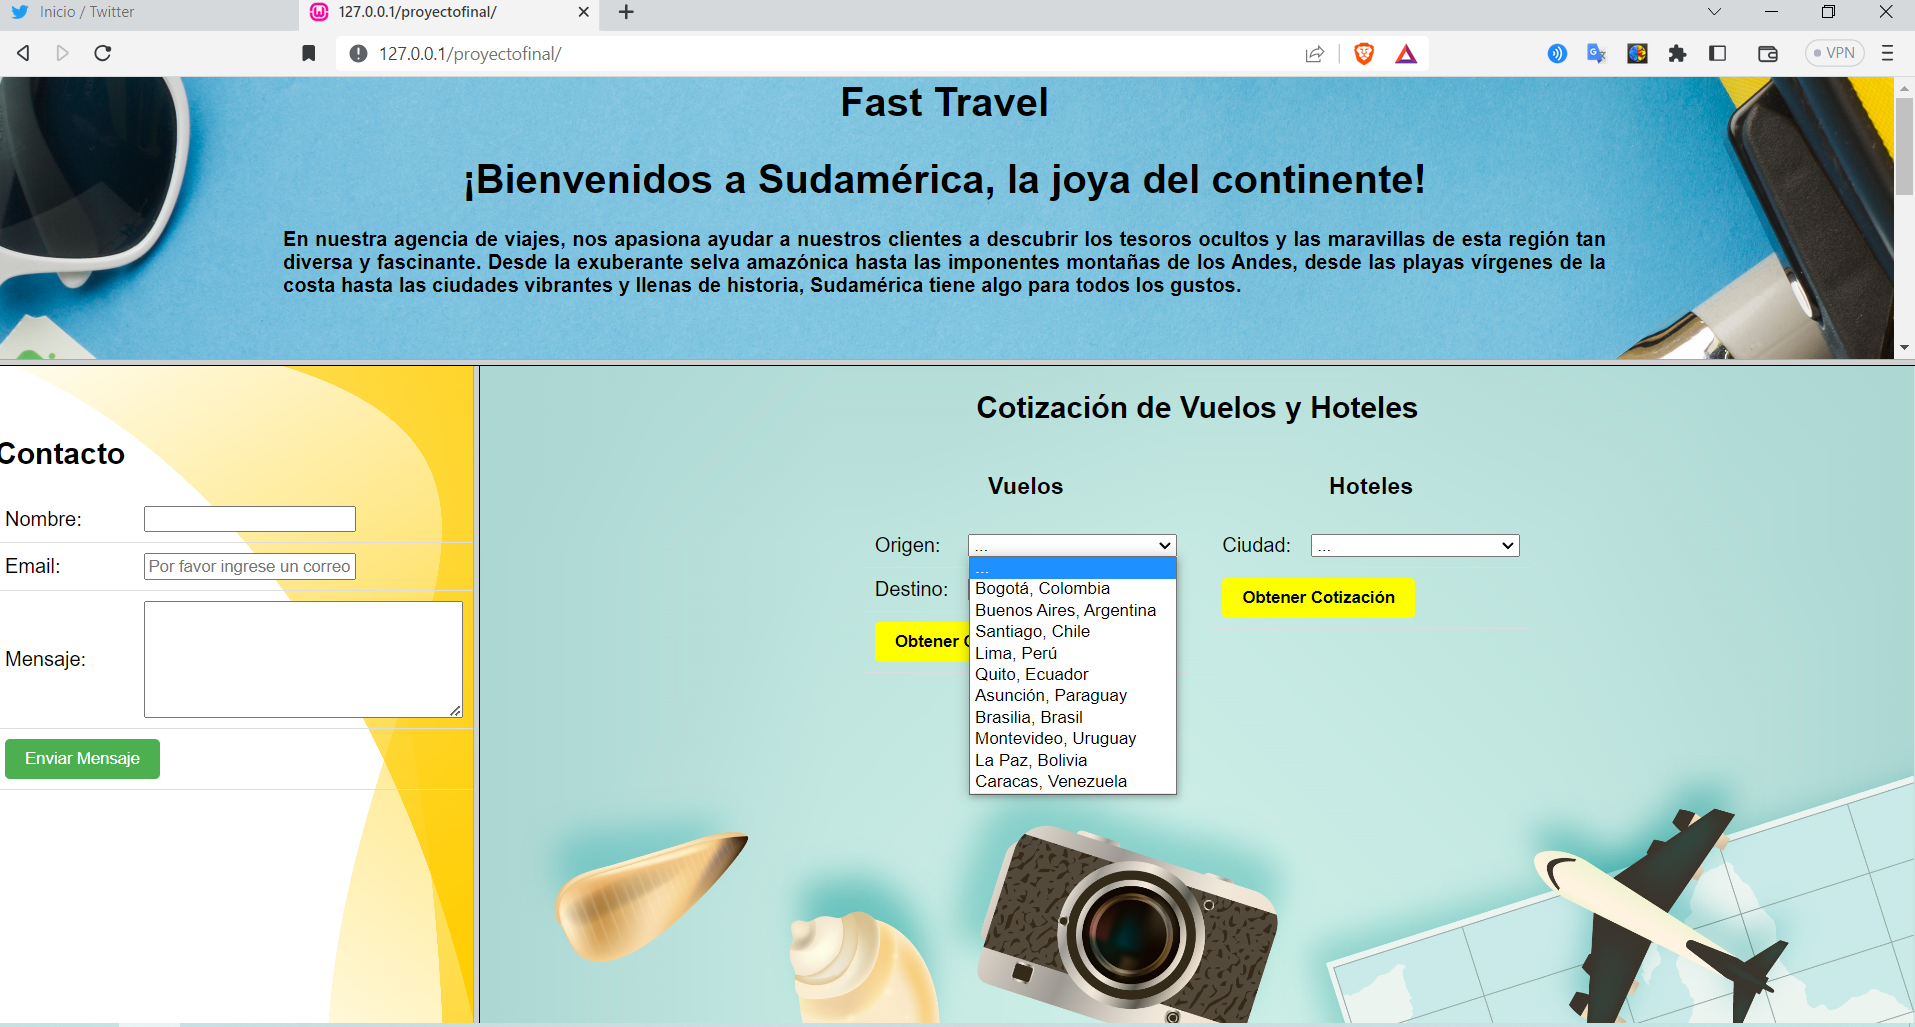 Inicio / Twitter
127.0.0.1/proyectofinal/
127.0.0.1/proyectofinal/
VPN
Fast Travel
¡Bienvenidos a Sudamérica, la joya del continente!
En nuestra agencia de viajes, nos apasiona ayudar a nuestros clientes a descubrir los tesoros ocultos y las maravillas de esta región tan
diversa y fascinante. Desde la exuberante selva amazónica hasta las imponentes montañas de los Andes, desde las playas vírgenes de la
costa hasta las ciudades vibrantes y llenas de historia, Sudamérica tiene algo para todos los gustos.
Contacto
Nombre:
Email:
Por favor ingrese un correo
Mensaje:
Enviar Mensaje
Cotización de Vuelos y Hoteles
Vuelos
Origen:
...
...
Bogotá, Colombia
Buenos Aires, Argentina
Santiago, Chile
Lima, Perú
Quito, Ecuador
Asunción, Paraguay
Brasilia, Brasil
Montevideo, Uruguay
La Paz, Bolivia
Caracas, Venezuela
Destino:
Obtener
Hoteles
Ciudad:
...
Obtener Cotización